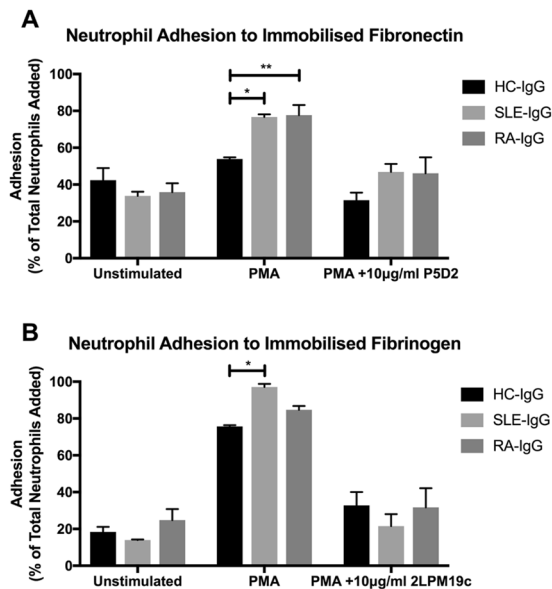 A
Neutrophil Adhesion to Immobilised Fibronectin
Adhesion
(% of Total Neutrophils Added)
100
80
60
40
20
0
*
**
HC-IgG
SLE-IgG
RA-IgG
Unstimulated
PMA
PMA +10μg/ml P5D2
B
Neutrophil Adhesion to Immobilised Fibrinogen
Adhesion
(% of Total Neutrophils Added)
100
80
60
40
20
0
*
HC-IgG
SLE-IgG
RA-IgG
Unstimulated
PMA
PMA +10μg/ml 2LPM19c